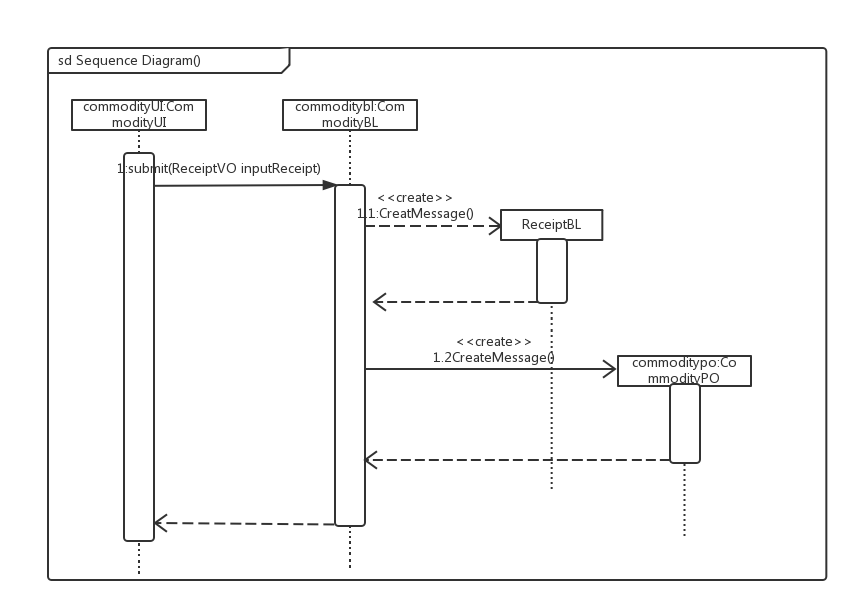 sd Sequence Diagram()
commodityUI:Com
modityUI
commoditybl:Com
modityBL
1:submit(ReceiptVO inputReceipt)
<<create>>
1.1:CreatMessage()
ReceiptBL
<<create>>
1.2CreateMessage()
commoditypo:Co
mmodityPO